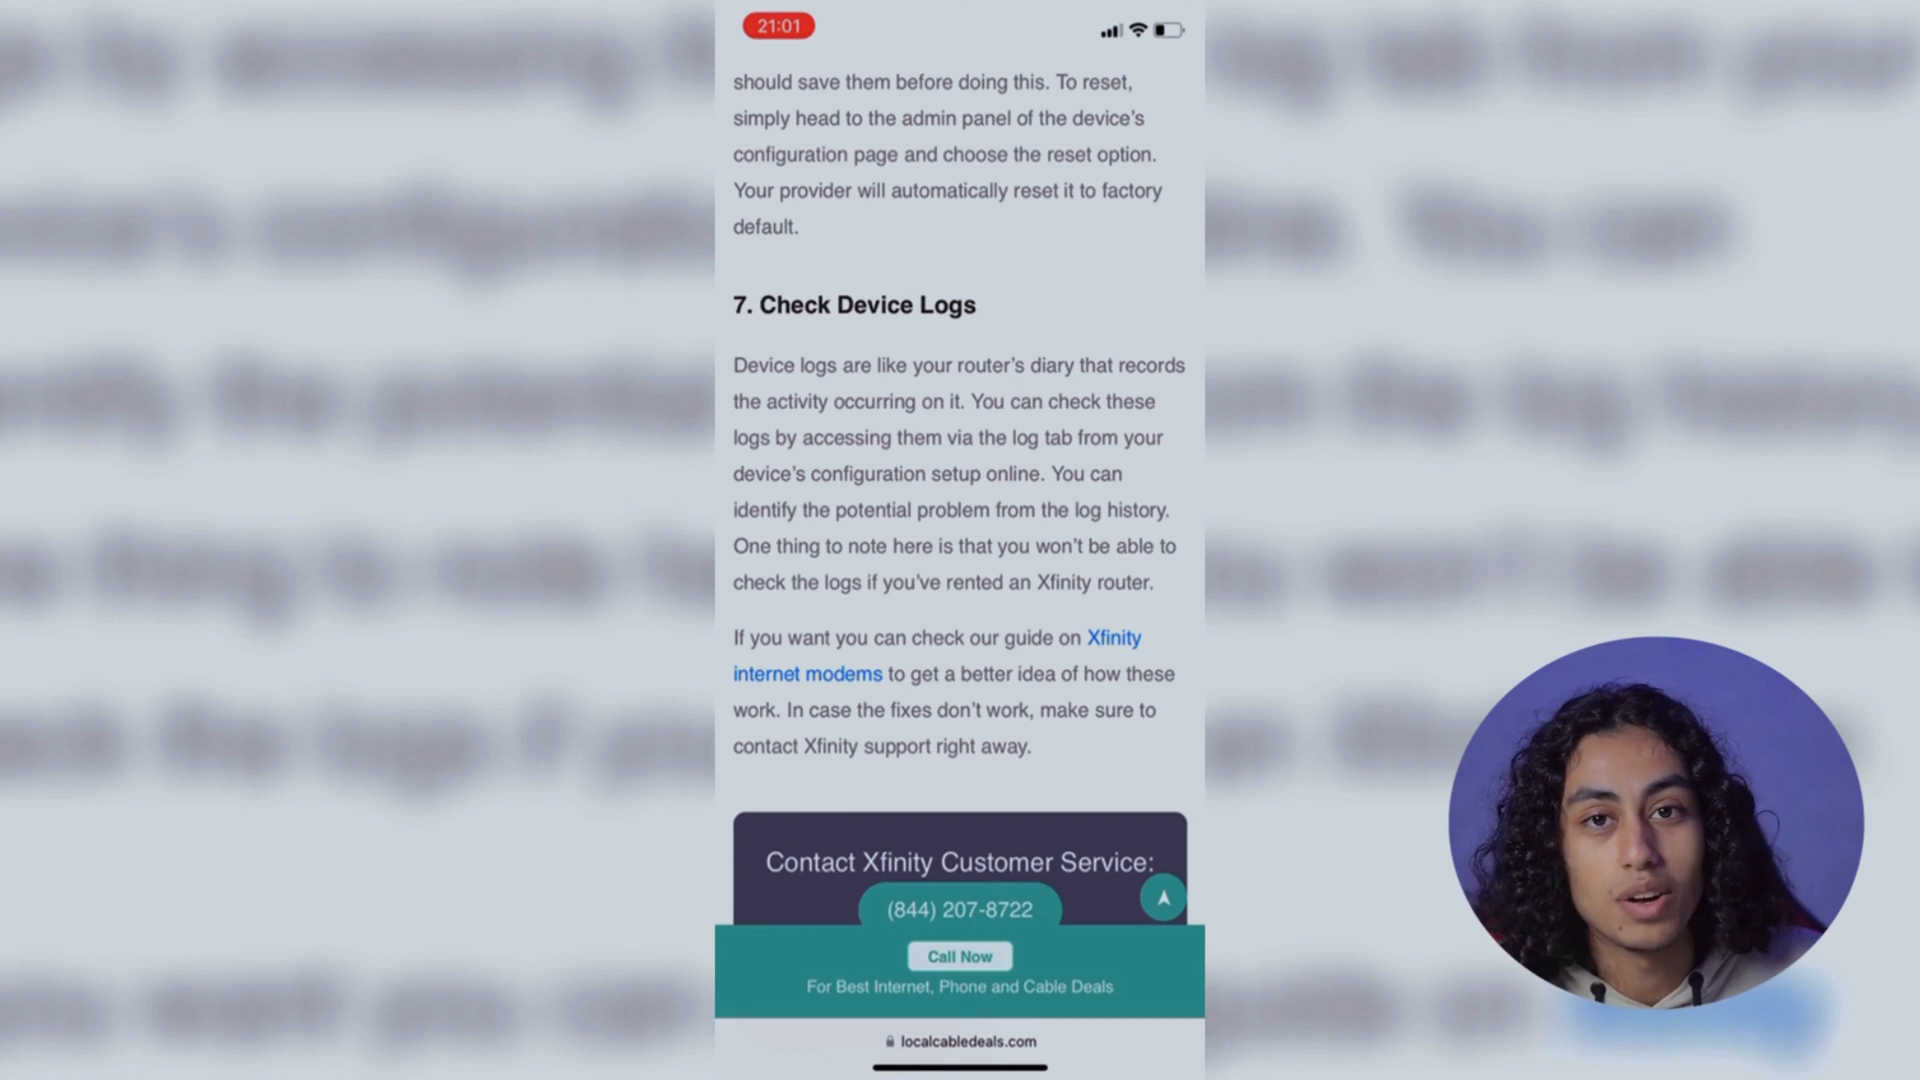 21:01
should save them before doing this. To reset,
simply head to the admin panel of the device's
configuration page and choose the reset option.
Your provider will automatically reset it to factory
default.
7. Check Device Logs
Device logs are like your router's diary that records
the activity occurring on it. You can check these
logs by accessing them via the log tab from your
device's configuration setup online. You can
identify the potential problem from the log history.
One thing to note here is that you won't be able to
check the logs if you've rented an Xfinity router.
If you want you can check our guide on Xfinity
internet modems to get a better idea of how these
work. In case the fixes don't work, make sure to
contact Xfinity support right away.
Contact Xfinity Customer Service:
(844) 207-8722
Call Now
For Best Internet, Phone and Cable Deals
localcabledeals.com